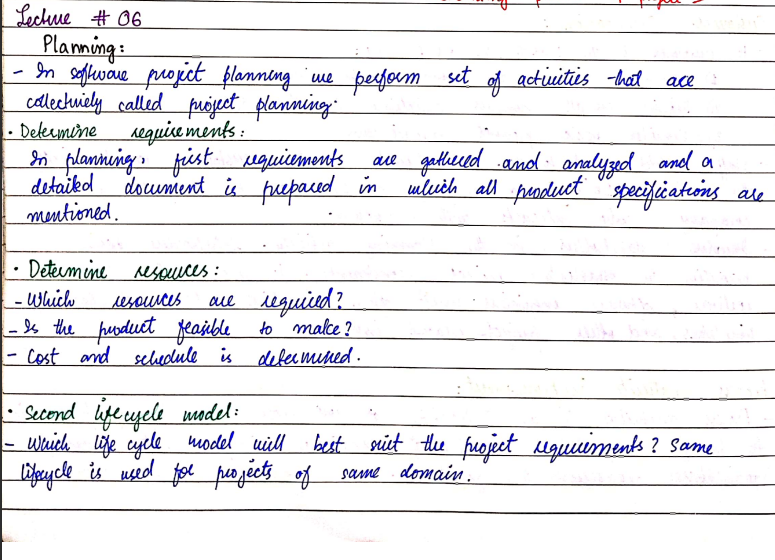 Lecture # 06
Planning:
- In software project planning we perform set of activities that are
collectively called project planning.
• Determine requirements:
In planning, first requirements are gathered and analyzed and a
detailed document is prepared in which all product specifications are
mentioned.
• Determine resources:
- Which resources are required?
- Is the product feasible to make?
- Cost and schedule is determined.
• Second lifecycle model:
- Which life cycle model will best suit the project requirements? Same
lifecycle is used for projects of same domain.